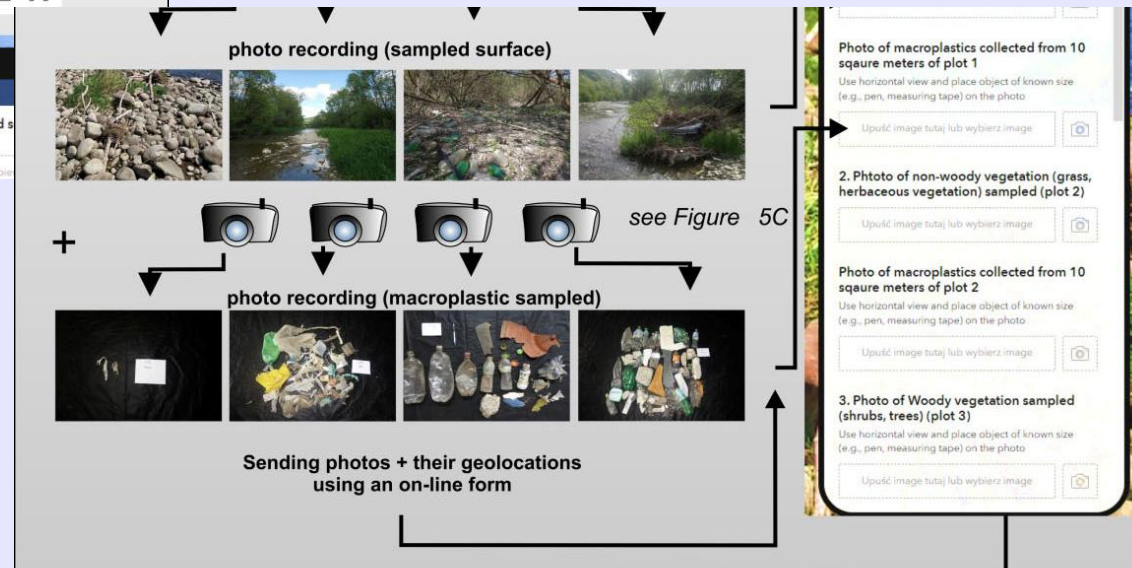 photo recording (sampled surface)
+
see Figure 5C
photo recording (macroplastic sampled)
Sending photos + their geolocations
using an on-line form
Photo of macroplastics collected from 10
sqaure meters of plot 1
Use horizontal view and place object of known size
(e.g., pen, measuring tape) on the photo
Upuść image tutaj lub wybierz image
2. Phtoto of non-woody vegetation (grass,
herbaceous vegetation) sampled (plot 2)
Upuść image tutaj lub wybierz image
Photo of macroplastics collected from 10
sqaure meters of plot 2
Use horizontal view and place object of known size
(e.g., pen, measuring tape) on the photo
Upuść image tutaj lub wybierz image
3. Photo of Woody vegetation sampled
(shrubs, trees) (plot 3)
Use horizontal view and place object of known size
(e.g., pen, measuring tape) on the photo
Upuść image tutaj lub wybierz image